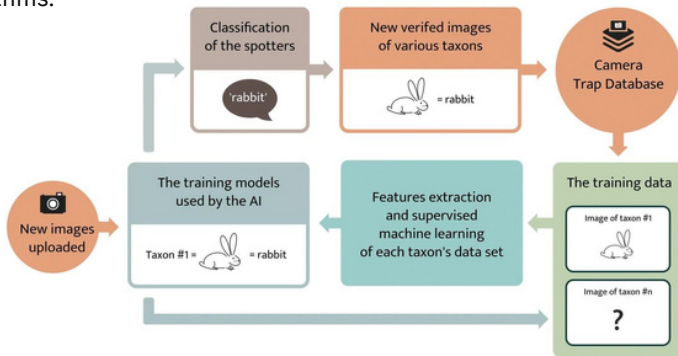 Classification
of the spotters
'rabbit'
New verifed images
of various taxons
= rabbit
Camera
Trap Database
New images
uploaded
The training models
used by the AI
Taxon #1 =
= rabbit
Features extraction
and supervised
machine learning
of each taxon's data set
The training data
Image of taxon #1
Image of taxon #n
?